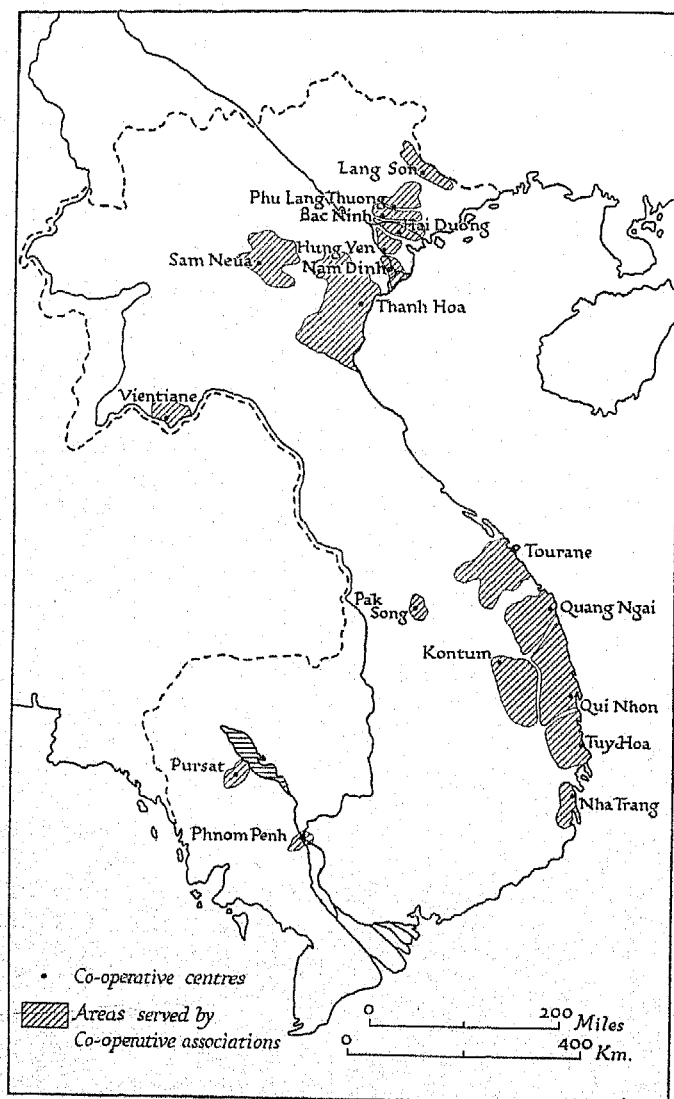 Lang Son
Phu Lang Thuong
Bac Ninh
Hai Duong
Hung Yen
Sam Neua
Nam Dinh
Thanh Hoa
Vientiane
Tourane
Pak
Song
Quang Ngai
Kontum
Qui Nhon
Tuy Hoa
Pursat
Nha Trang
Phnom Penh
Co-operative centres
Areas served by
Co-operative associations
0 200 Miles
0 400 Km.